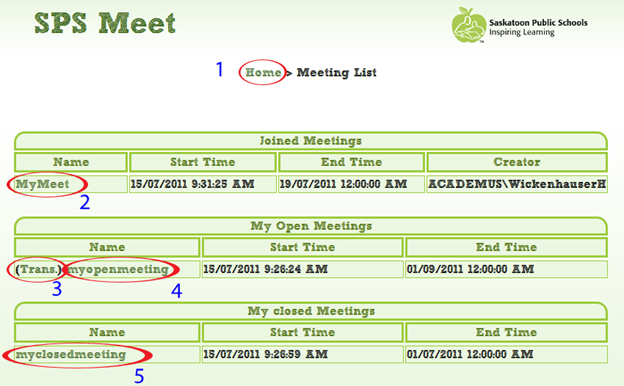 SPS Meet
Saskatoon Public Schools
Inspiring Learning
1 Home > Meeting List
Joined Meetings
Name Start Time End Time Creator
MyMeet 15/07/2011 9:31:25 AM 19/07/2011 12:00:00 AM ACADEMUS\WickenhauserH
2
My Open Meetings
Name Start Time End Time
(Trans.) myopenmeeting 15/07/2011 9:26:24 AM 01/09/2011 12:00:00 AM
3 4
My closed Meetings
Name Start Time End Time
myclosedmeeting 15/07/2011 9:26:59 AM 01/07/2011 12:00:00 AM
5